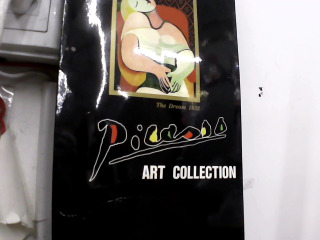 The Dream 1932
Picasso
ART COLLECTION